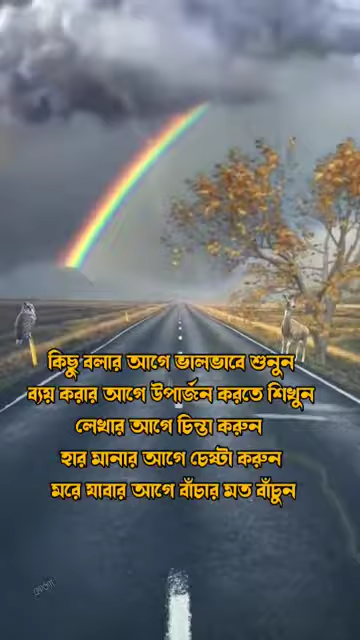 কিছু বলার আগে ভালভাবে শুনুন
ব্যয় করার আগে উপার্জন করতে শিখুন
লেখার আগে চিন্তা করুন
হার মানার আগে চেষ্টা করুন
মরে যাবার আগে বাঁচার মত বাঁচুন